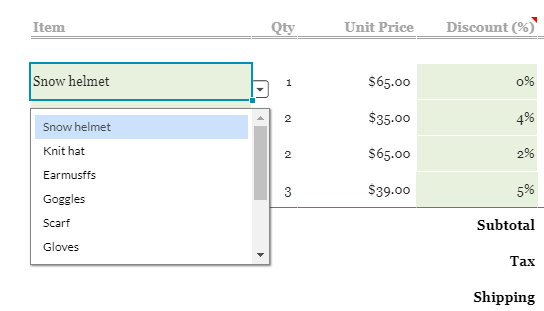 Item Qty Unit Price Discount (%)
Snow helmet 1 $65.00 0%
Snow helmet 2 $35.00 4%
Knit hat
Earmusffs 2 $65.00 2%
Goggles 3 $39.00 5%
Scarf Subtotal
Gloves
Tax
Shipping